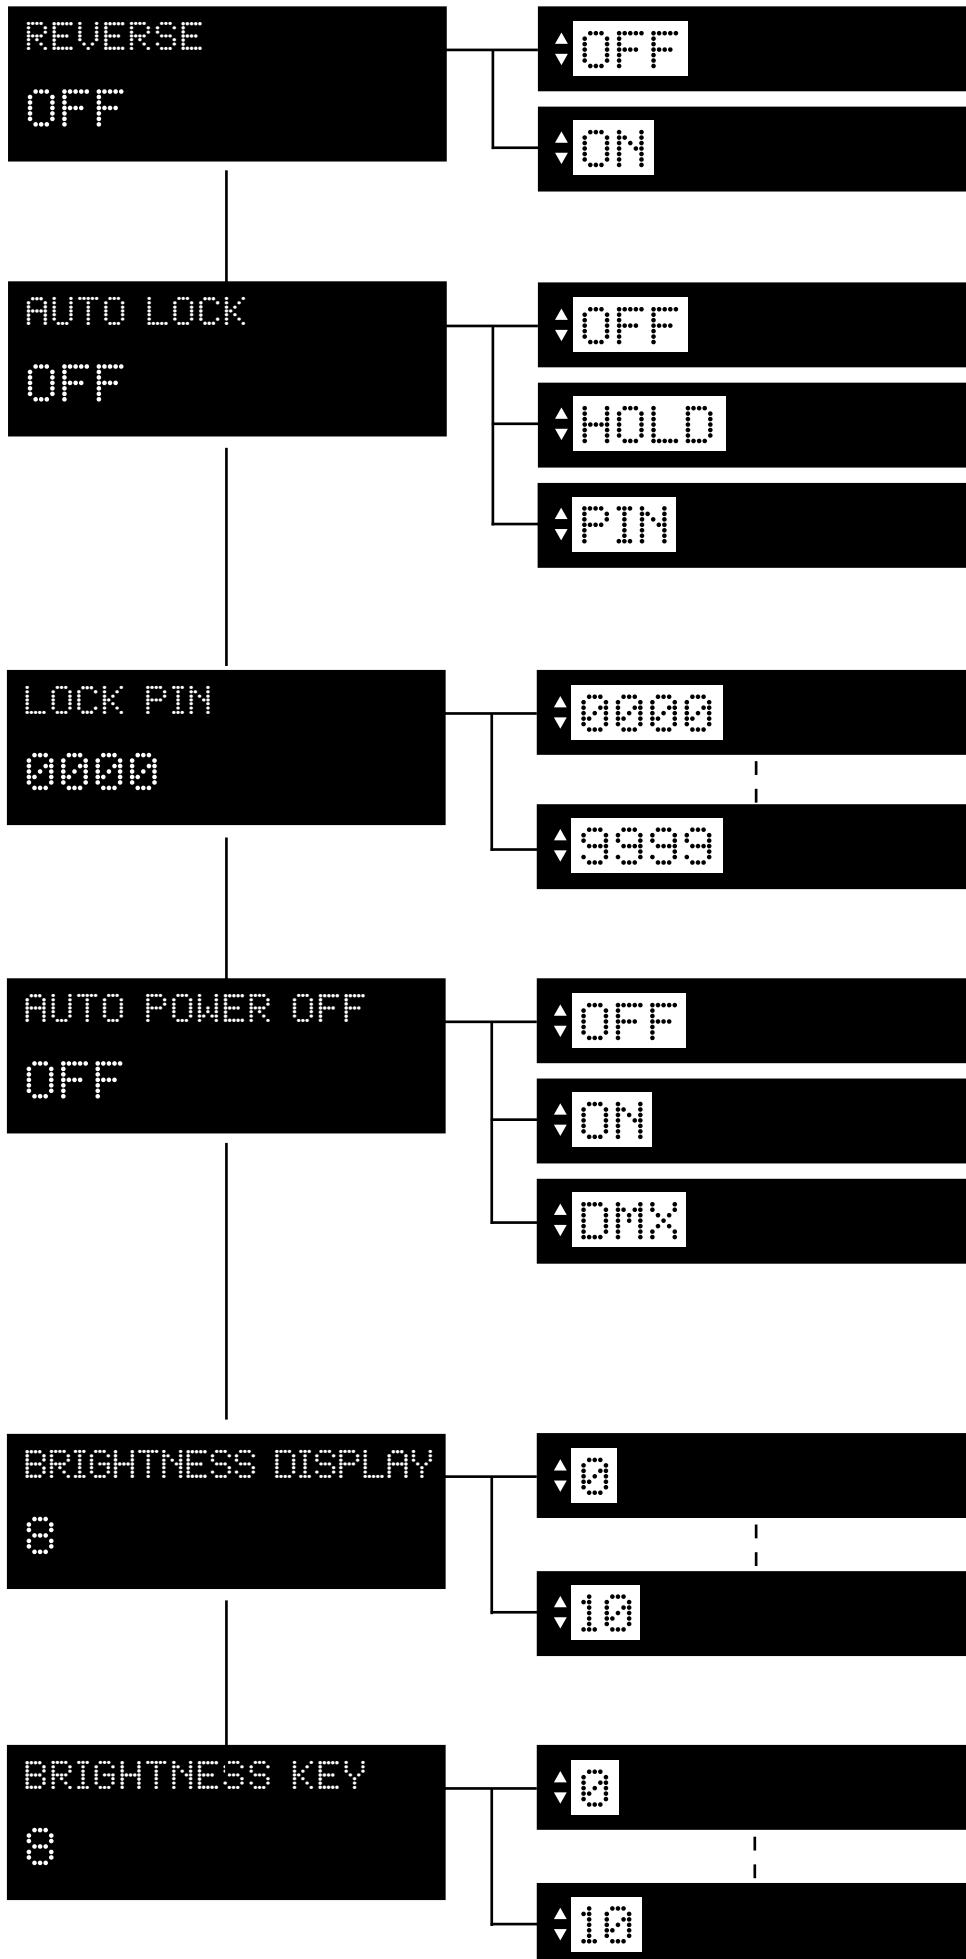 REVERSE
OFF
OFF
ON
AUTO LOCK
OFF
OFF
HOLD
PIN
LOCK PIN
0000
0000
9999
AUTO POWER OFF
OFF
OFF
ON
DMX
BRIGHTNESS DISPLAY
8
0
10
BRIGHTNESS KEY
8
0
10